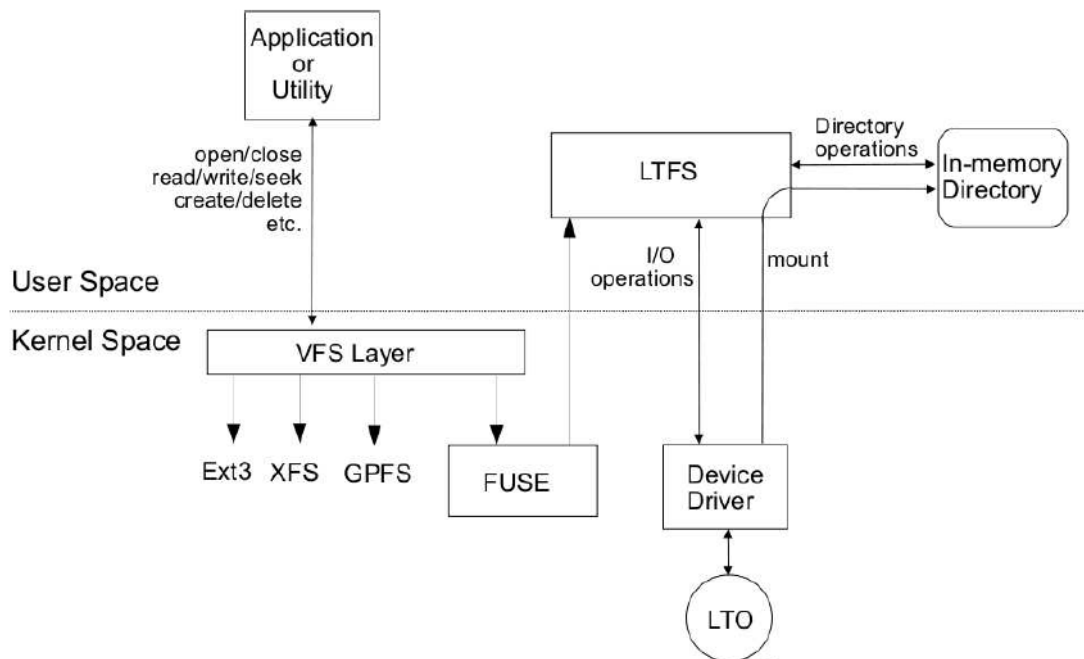 Application
or
Utility
open/close
read/write/seek
create/delete
etc.
LTFS
Directory
operations
In-memory
Directory
I/O
operations
mount
User Space
Kernel Space
VFS Layer
Ext3
XFS
GPFS
FUSE
Device
Driver
LTO